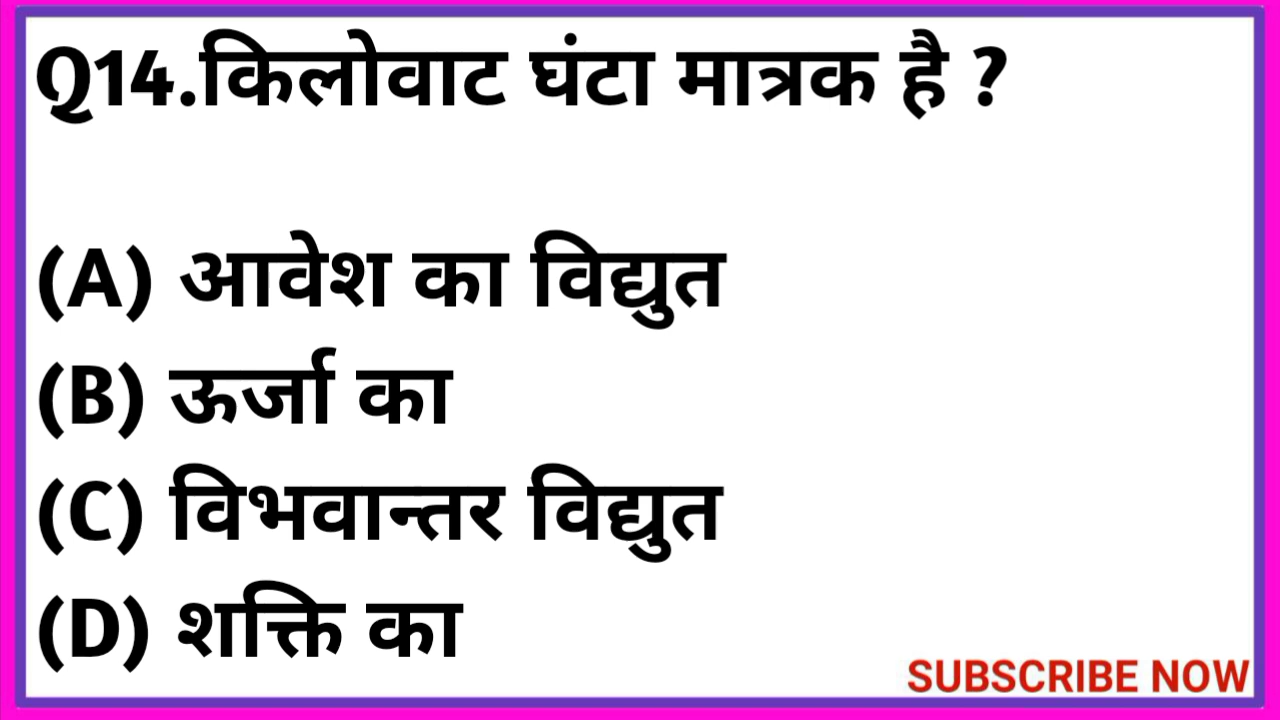 Q14.किलोवाट घंटा मात्रक है ?
(A) आवेश का विद्युत
(B) ऊर्जा का
(C) विभवान्तर विद्युत
(D) शक्ति का
SUBSCRIBE NOW